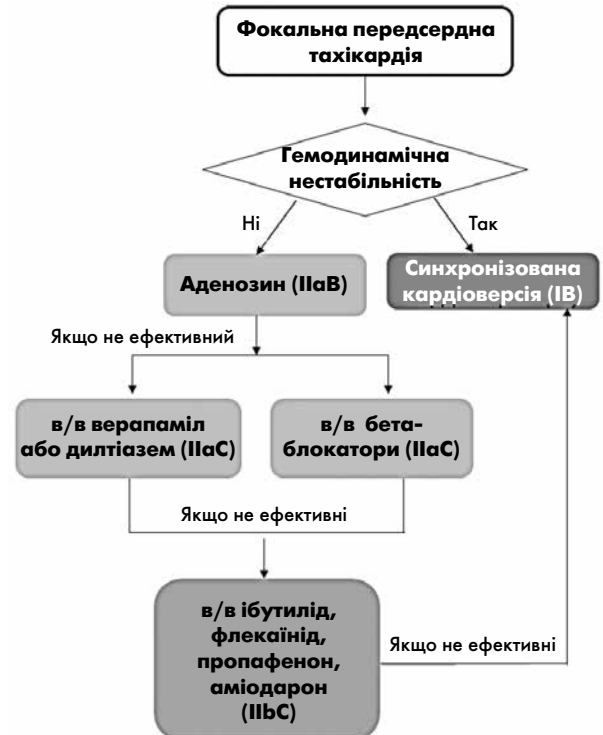 Фокальна передсердна
тахікардія
Гемодинамічна
нестабільність
Ні
Так
Аденозин (IIaB)
Синхронізована
кардіоверсія (IB)
Якщо не ефективний
в/в верапаміл
або дилтіазем (IIaC)
в/в бета-
блокатори (IIaC)
Якщо не ефективні
в/в ібутилід,
флекаїнід,
пропафенон,
аміодарон
(IIbC)
Якщо не ефективні